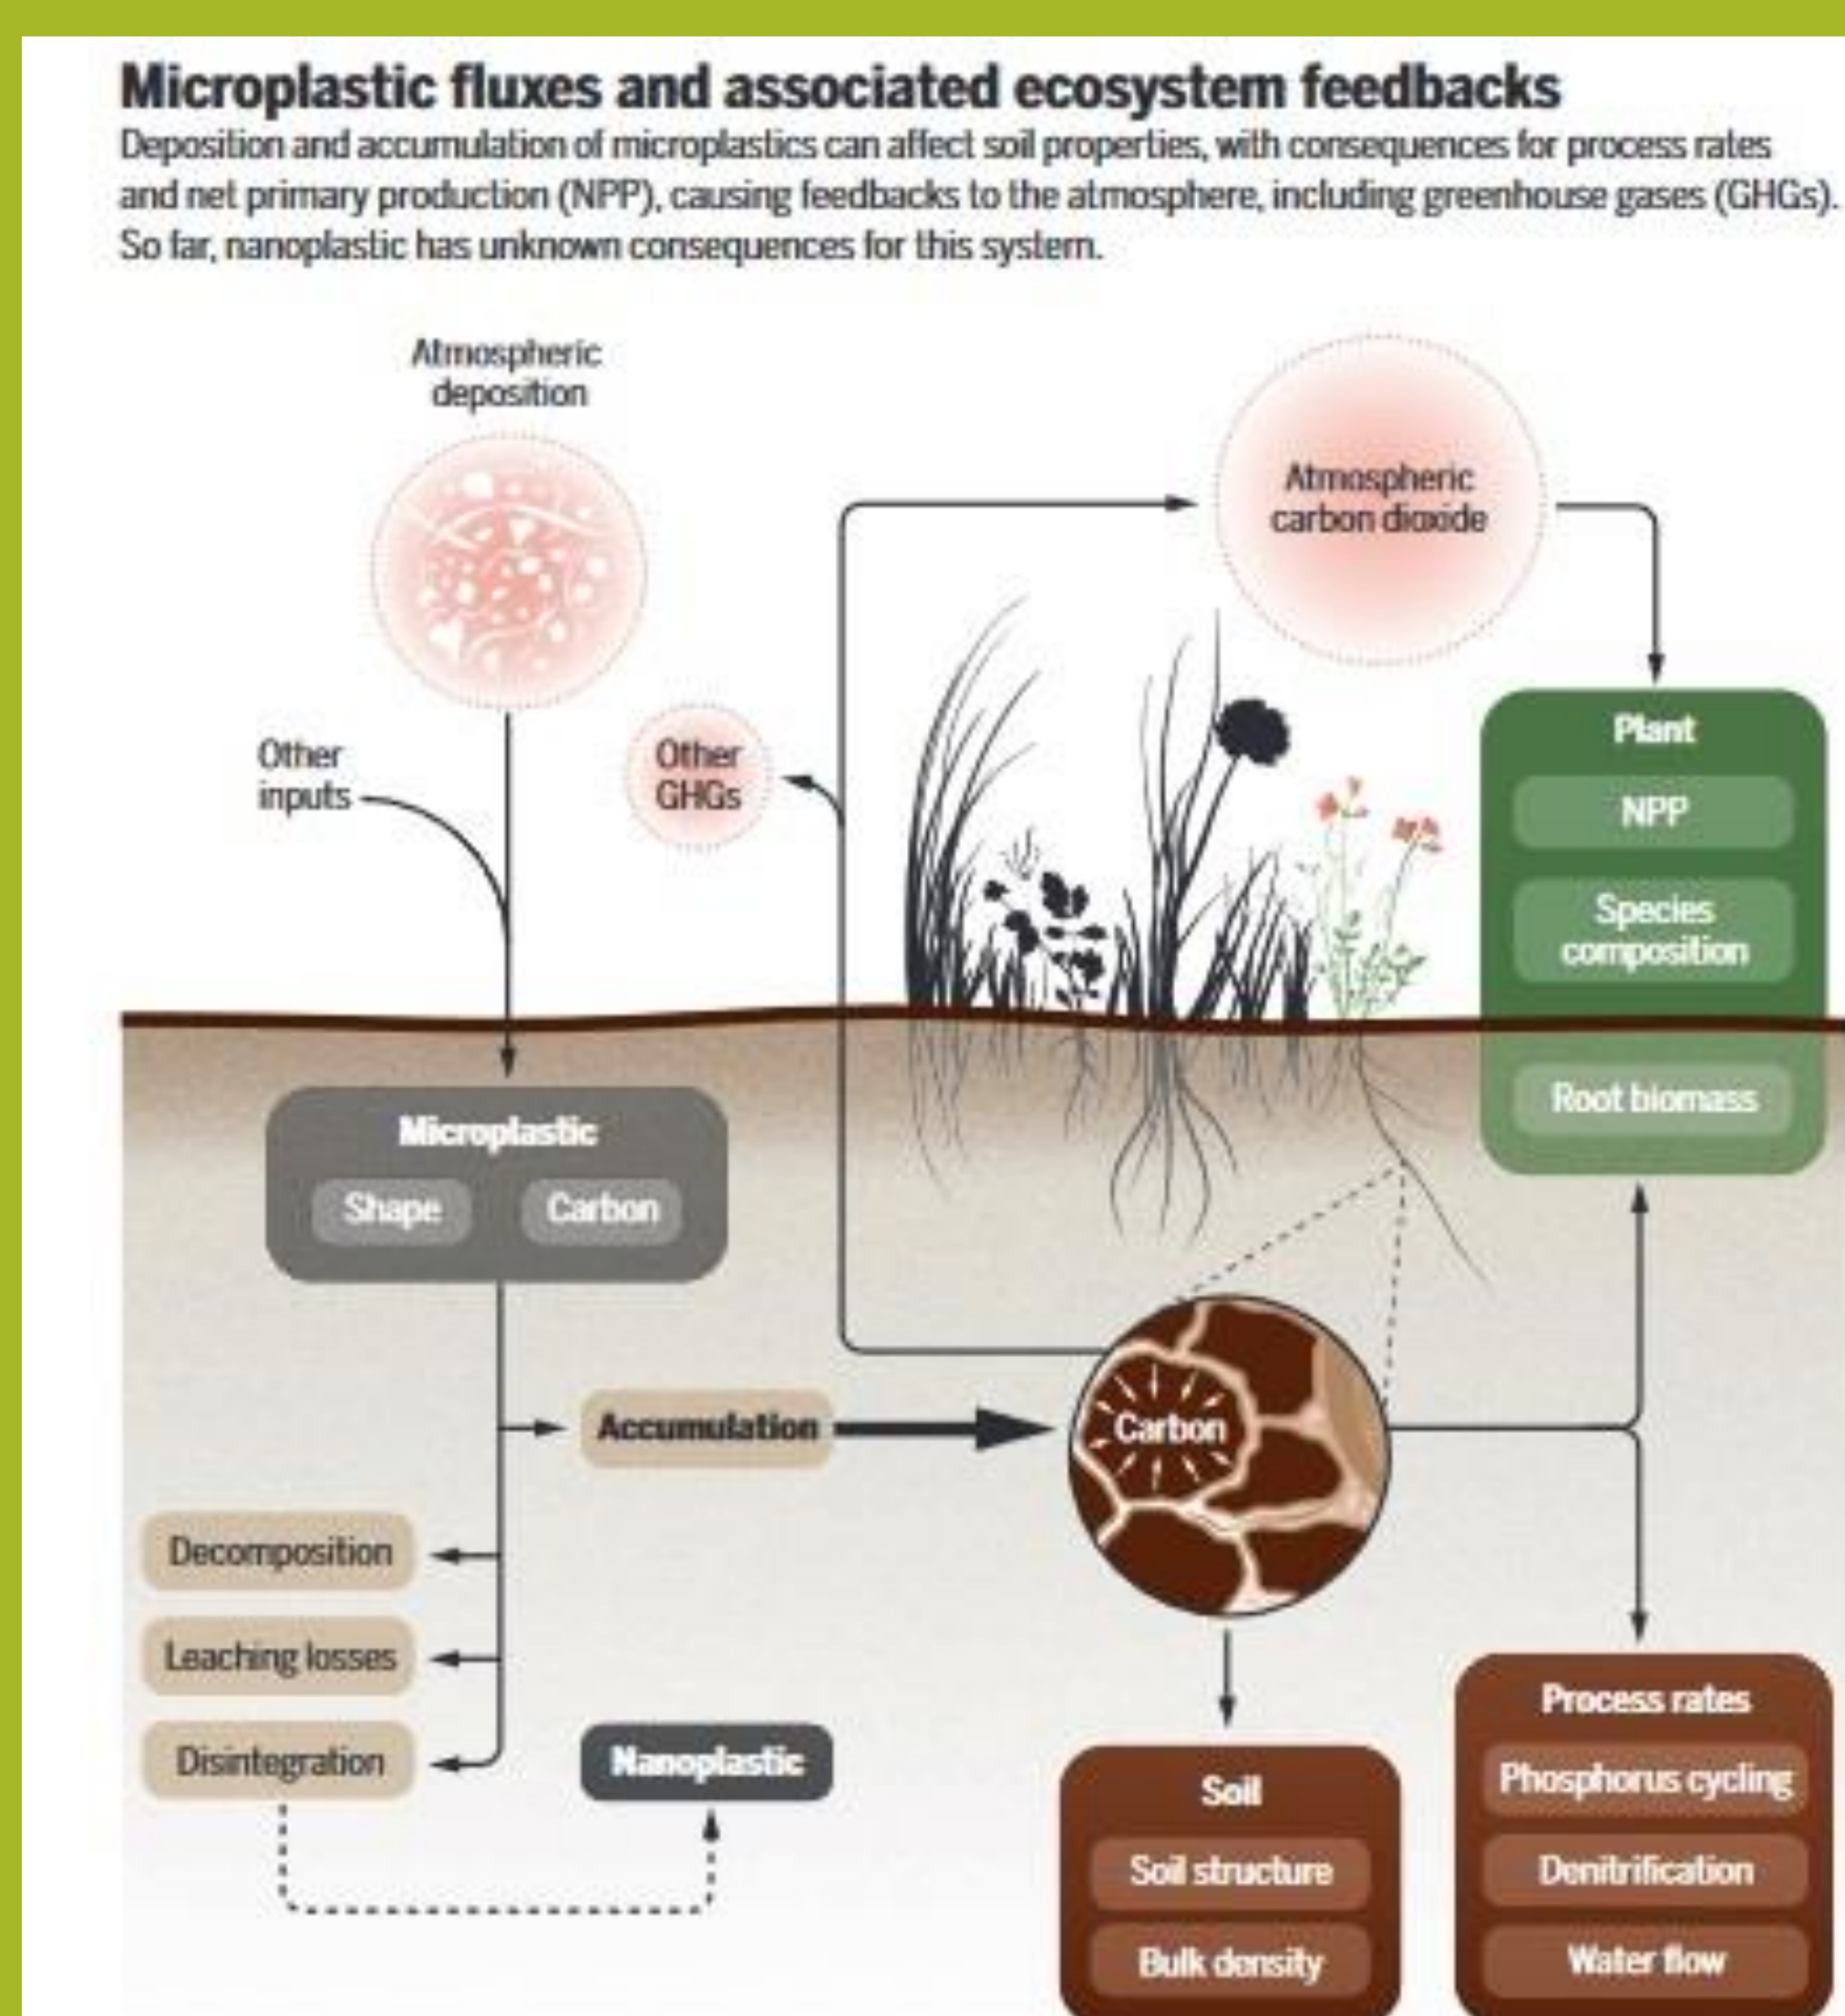 Microplastic fluxes and associated ecosystem feedbacks
Deposition and accumulation of microplastics can affect soil properties, with consequences for process rates
and net primary production (NPP), causing feedbacks to the atmosphere, including greenhouse gases (GHGs).
So far, nanoplastic has unknown consequences for this system.
Atmospheric
deposition
Atmospheric
carbon dioxide
Other
inputs
Other
GHGs
Plant
NPP
Species
composition
Root biomass
Microplastic
Shape
Carbon
Accumulation
Carbon
Decomposition
Leaching losses
Disintegration
Nanoplastic
Soil
Soil structure
Bulk density
Process rates
Phosphorus cycling
Denitrification
Water flow